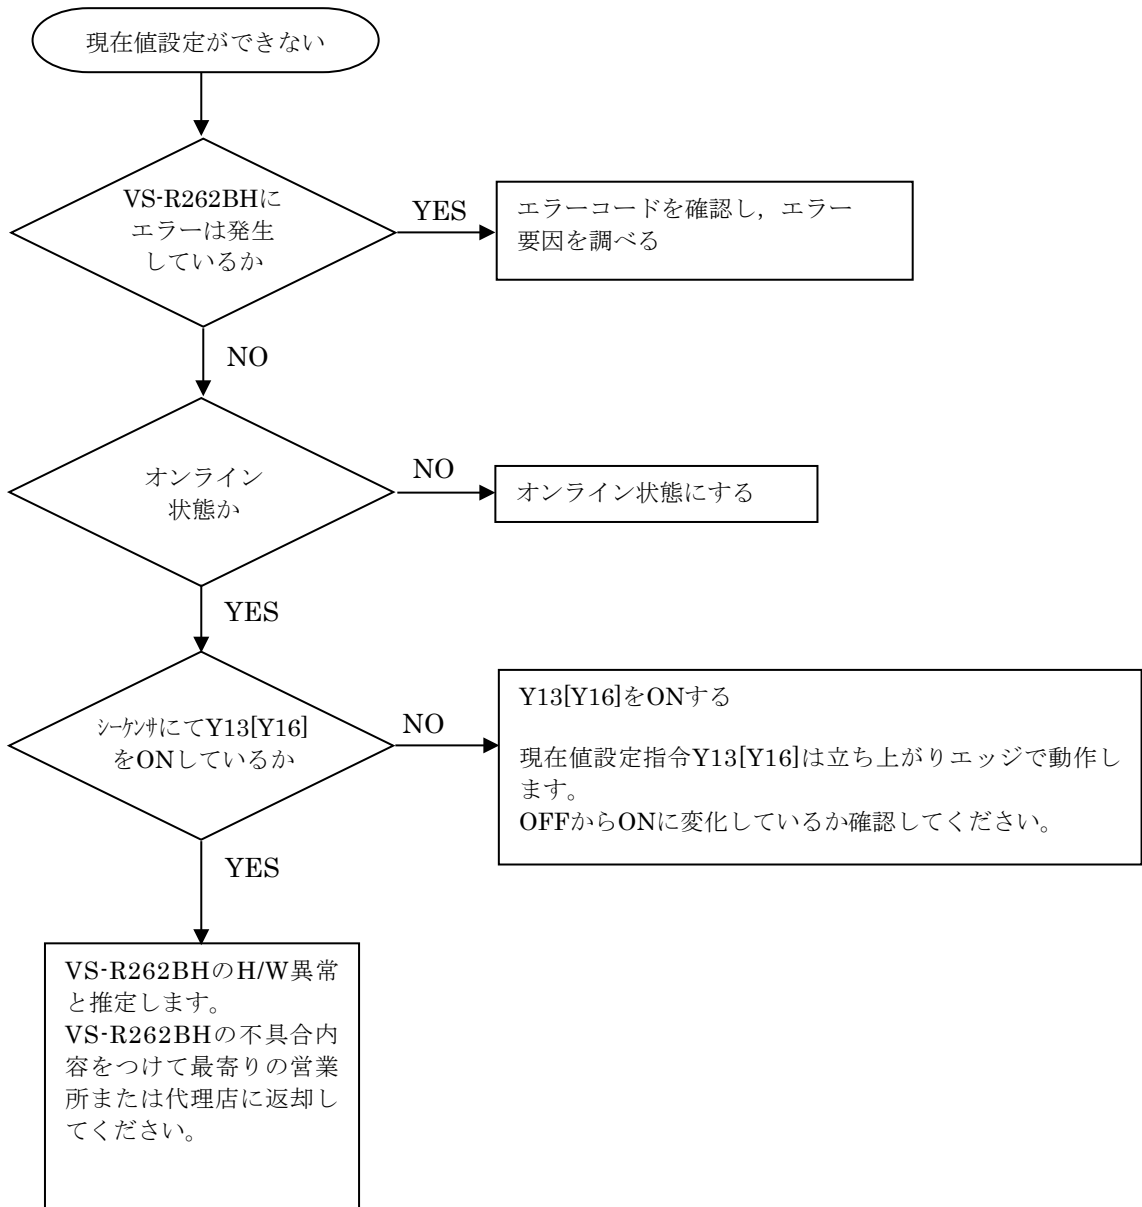 現在値設定ができない
VS-R262BHに
エラーは発生
しているか
YES
エラーコードを確認し，エラー
要因を調べる
NO
オンライン
状態か
NO
オンライン状態にする
YES
ｼｰｹﾝｻにてY13[Y16]
をONしているか
NO
Y13[Y16]をONする
現在値設定指令Y13[Y16]は立ち上がりエッジで動作し
ます。
OFFからONに変化しているか確認してください。
YES
VS-R262BHのH/W異常
と推定します。
VS-R262BHの不具合内
容をつけて最寄りの営業
所または代理店に返却し
てください。